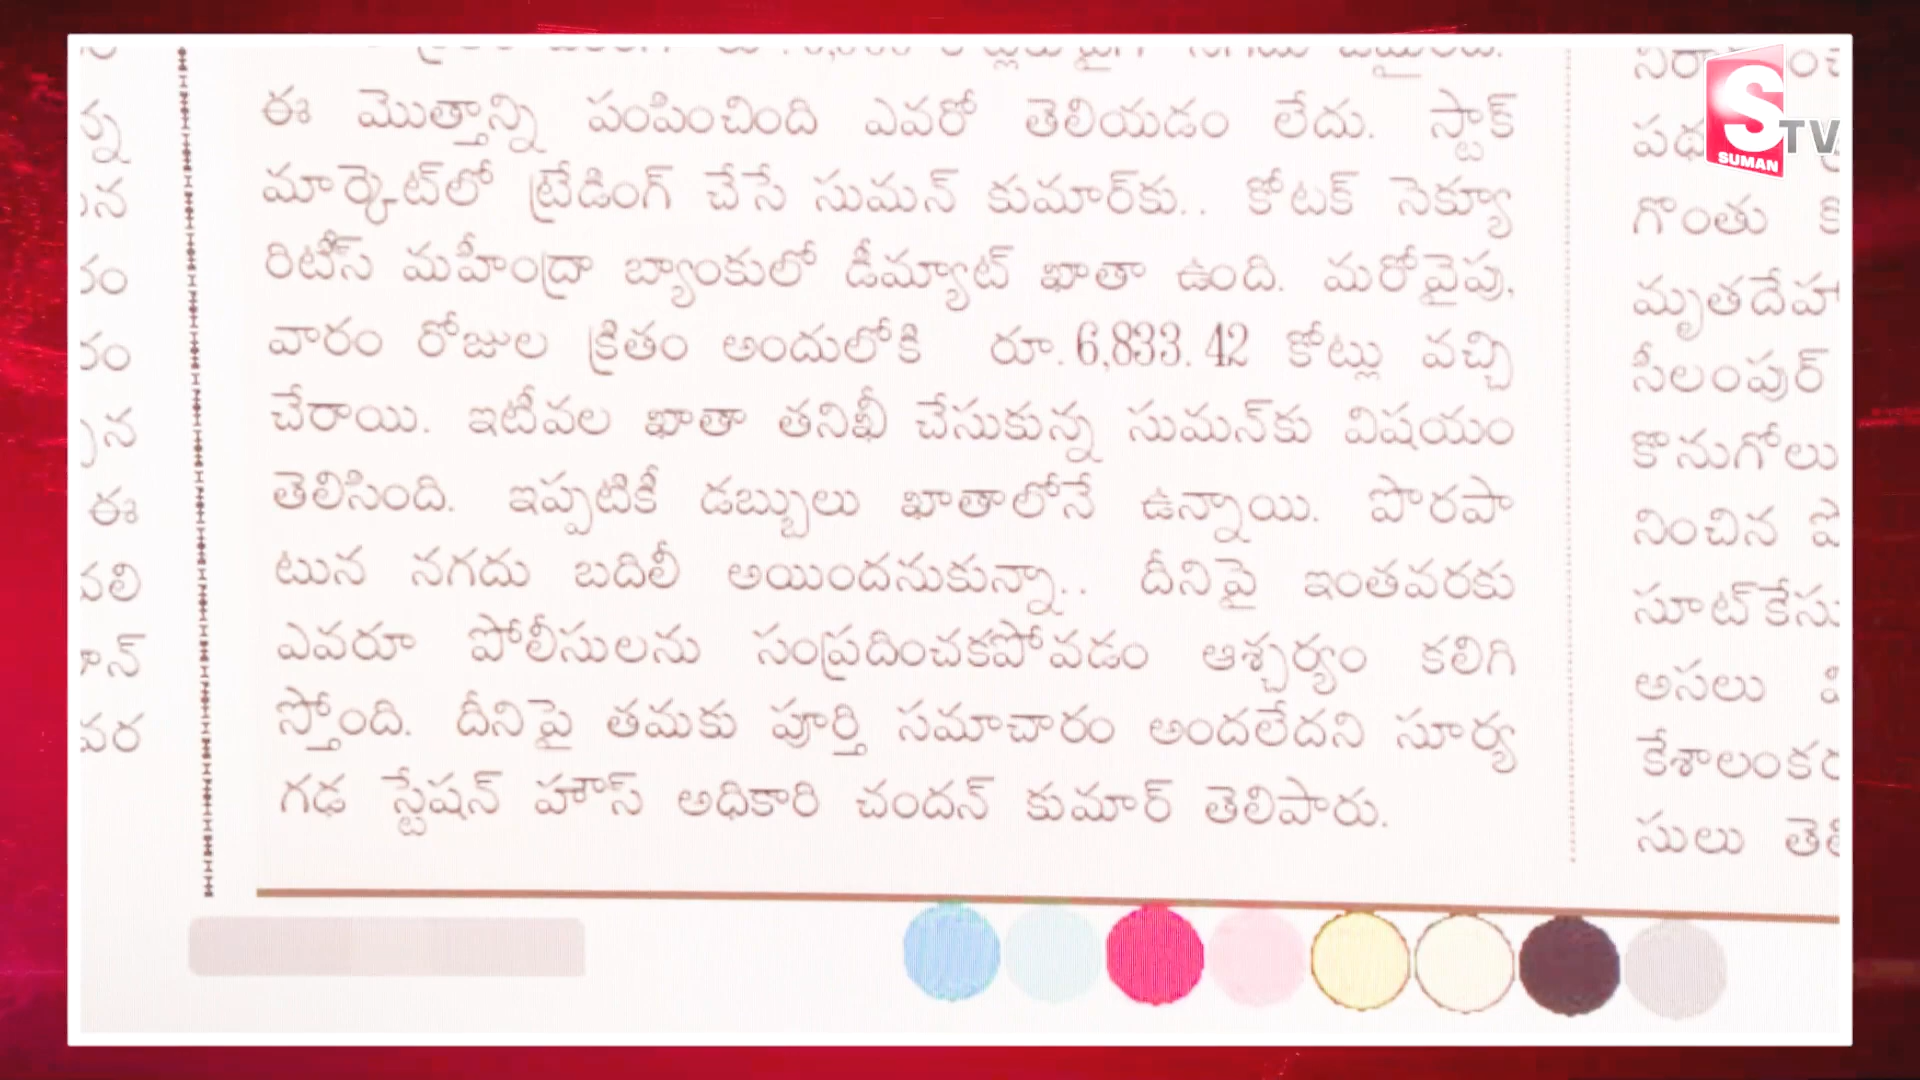 ఈ మొత్తాన్ని పంపించింది ఎవరో తెలియడం లేదు. స్టాక్
మార్కెట్‌లో ట్రేడింగ్ చేసే సుమన్ కుమార్‌కు.. కోటక్ సెక్యూ
రిటీస్ మహీంద్రా బ్యాంకులో డీమ్యాట్ ఖాతా ఉంది. మరోవైపు,
వారం రోజుల క్రితం అందులోకి రూ.6,833.42 కోట్లు వచ్చి
చేరాయి. ఇటీవల ఖాతా తనిఖీ చేసుకున్న సుమన్‌కు విషయం
తెలిసింది. ఇప్పటికీ డబ్బులు ఖాతాలోనే ఉన్నాయి. పొరపా
టున నగదు బదిలీ అయిందనుకున్నా.. దీనిపై ఇంతవరకు
ఎవరూ పోలీసులను సంప్రదించకపోవడం ఆశ్చర్యం కలిగి
స్తోంది. దీనిపై తమకు పూర్తి సమాచారం అందలేదని సూర్య
గఢ స్టేషన్ హౌస్ అధికారి చందన్ కుమార్ తెలిపారు.
గొంతు
మృతదేహా
సీలంపుర్
కొనుగోలు
నించిన
సూట్‌కేసు
అసలు
కేశాలంకర
సులు
ఈ
S TV
SUMAN